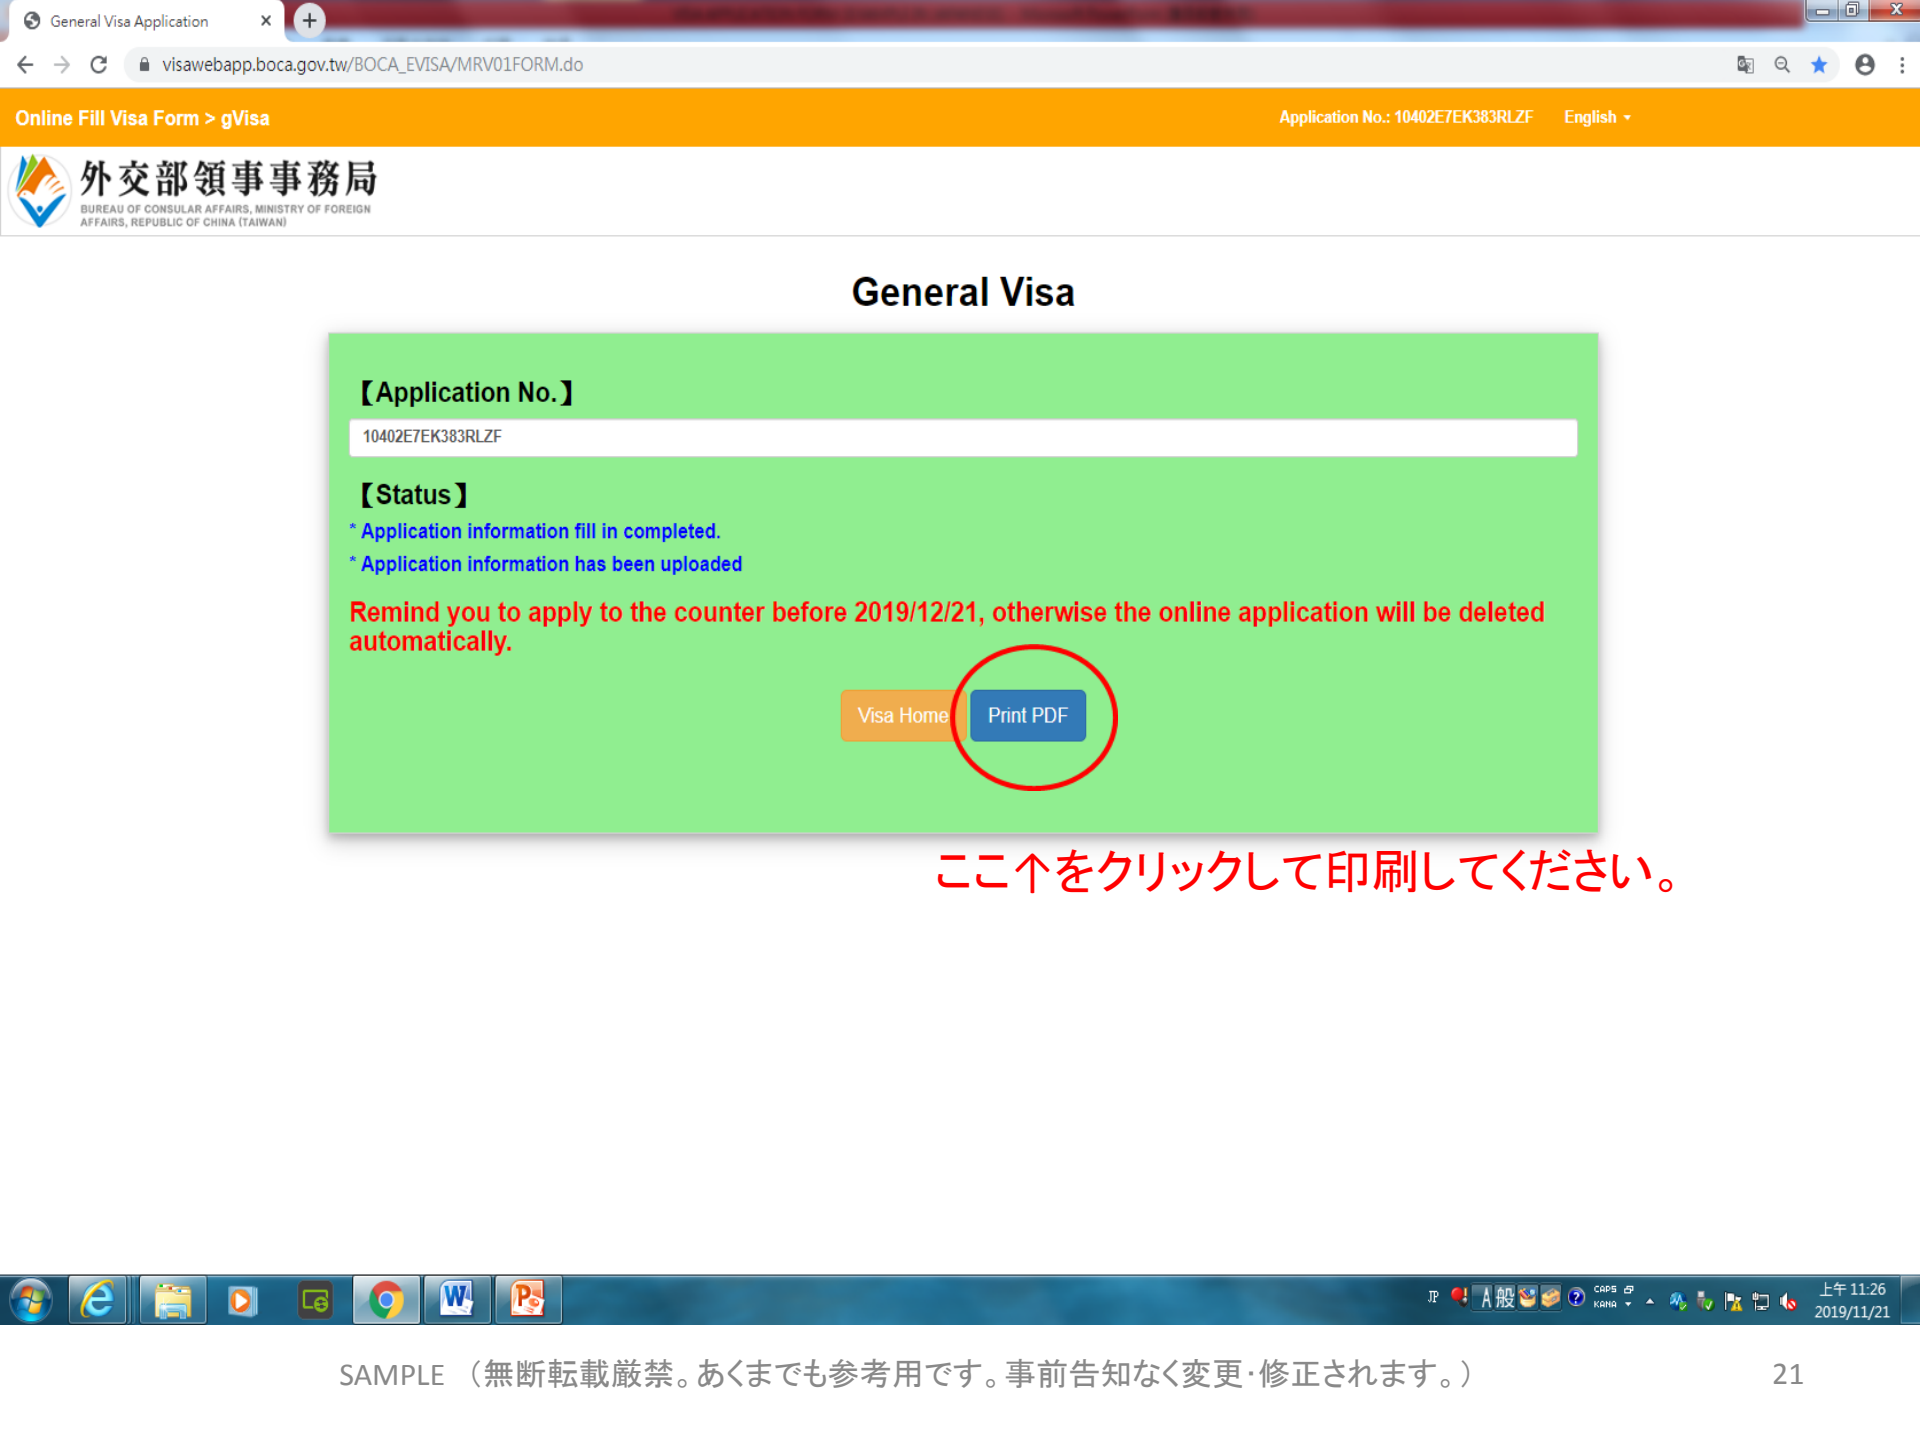 General Visa Application
visawebapp.boca.gov.tw/BOCA_EVISA/MRV01FORM.do
Online Fill Visa Form > gVisa
Application No.: 10402E7EK383RLZF
English
外交部領事事務局
BUREAU OF CONSULAR AFFAIRS, MINISTRY OF FOREIGN
AFFAIRS, REPUBLIC OF CHINA (TAIWAN)
General Visa
【Application No.】
10402E7EK383RLZF
【Status】
* Application information fill in completed.
* Application information has been uploaded
Remind you to apply to the counter before 2019/12/21, otherwise the online application will be deleted
automatically.
Visa Home
Print PDF
ここ↑をクリックして印刷してください。
JP
A般
CAPS
KANA
上午 11:26
2019/11/21
SAMPLE （無断転載厳禁。あくまでも参考用です。事前告知なく変更・修正されます。）
21